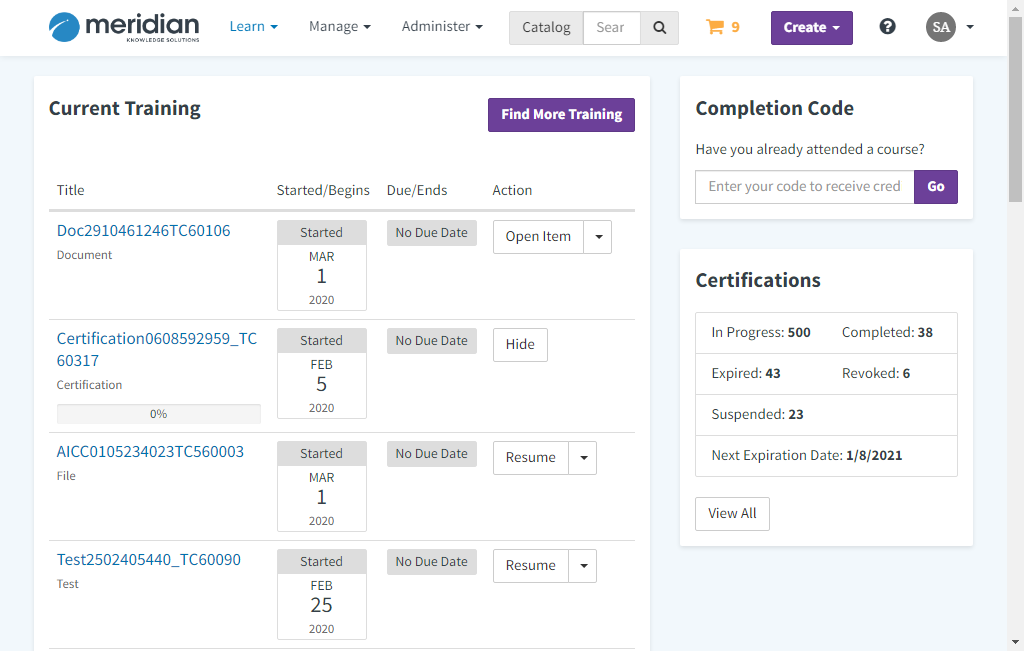 meridian
KNOWLEDGE SOLUTIONS
Learn Manage Administer Catalog Sear 9 Create SA
Current Training
Find More Training
Title Started/Begins Due/Ends Action
Doc2910461246TC60106
Document
Started
MAR
1
2020
No Due Date
Open Item
Certification0608592959_TC
60317
Certification
0%
Started
FEB
5
2020
No Due Date
Hide
AICC0105234023TC560003
File
Started
MAR
1
2020
No Due Date
Resume
Test2502405440_TC60090
Test
Started
FEB
25
2020
No Due Date
Resume
Completion Code
Have you already attended a course?
Enter your code to receive cred Go
Certifications
In Progress: 500 Completed: 38
Expired: 43 Revoked: 6
Suspended: 23
Next Expiration Date: 1/8/2021
View All